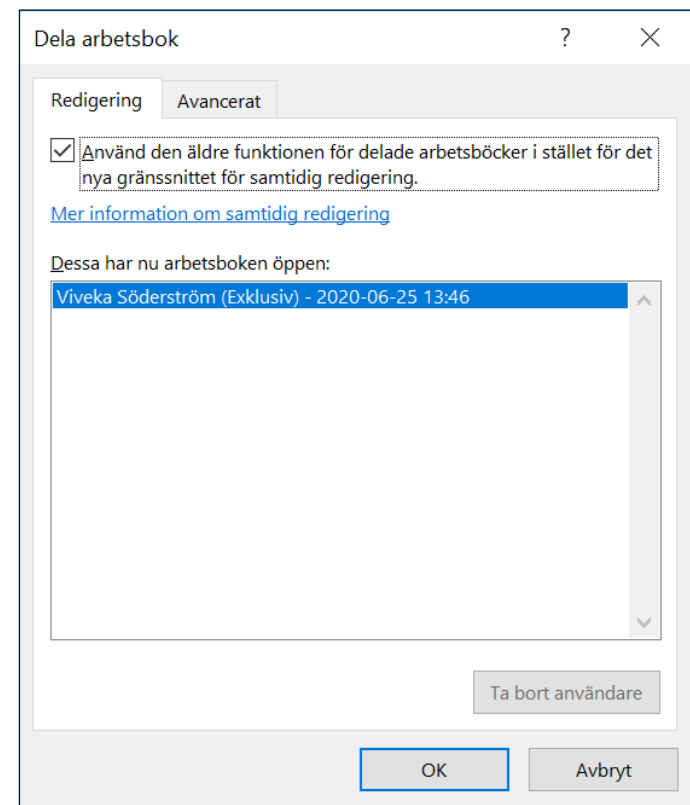 Dela arbetsbok ?
Redigering Avancerat
Använd den äldre funktionen för delade arbetsböcker i stället för det
nya gränssnittet för samtidig redigering.
Mer information om samtidig redigering
Dessa har nu arbetsboken öppen:
Viveka Söderström (Exklusiv) - 2020-06-25 13:46
Ta bort användare
OK Avbryt